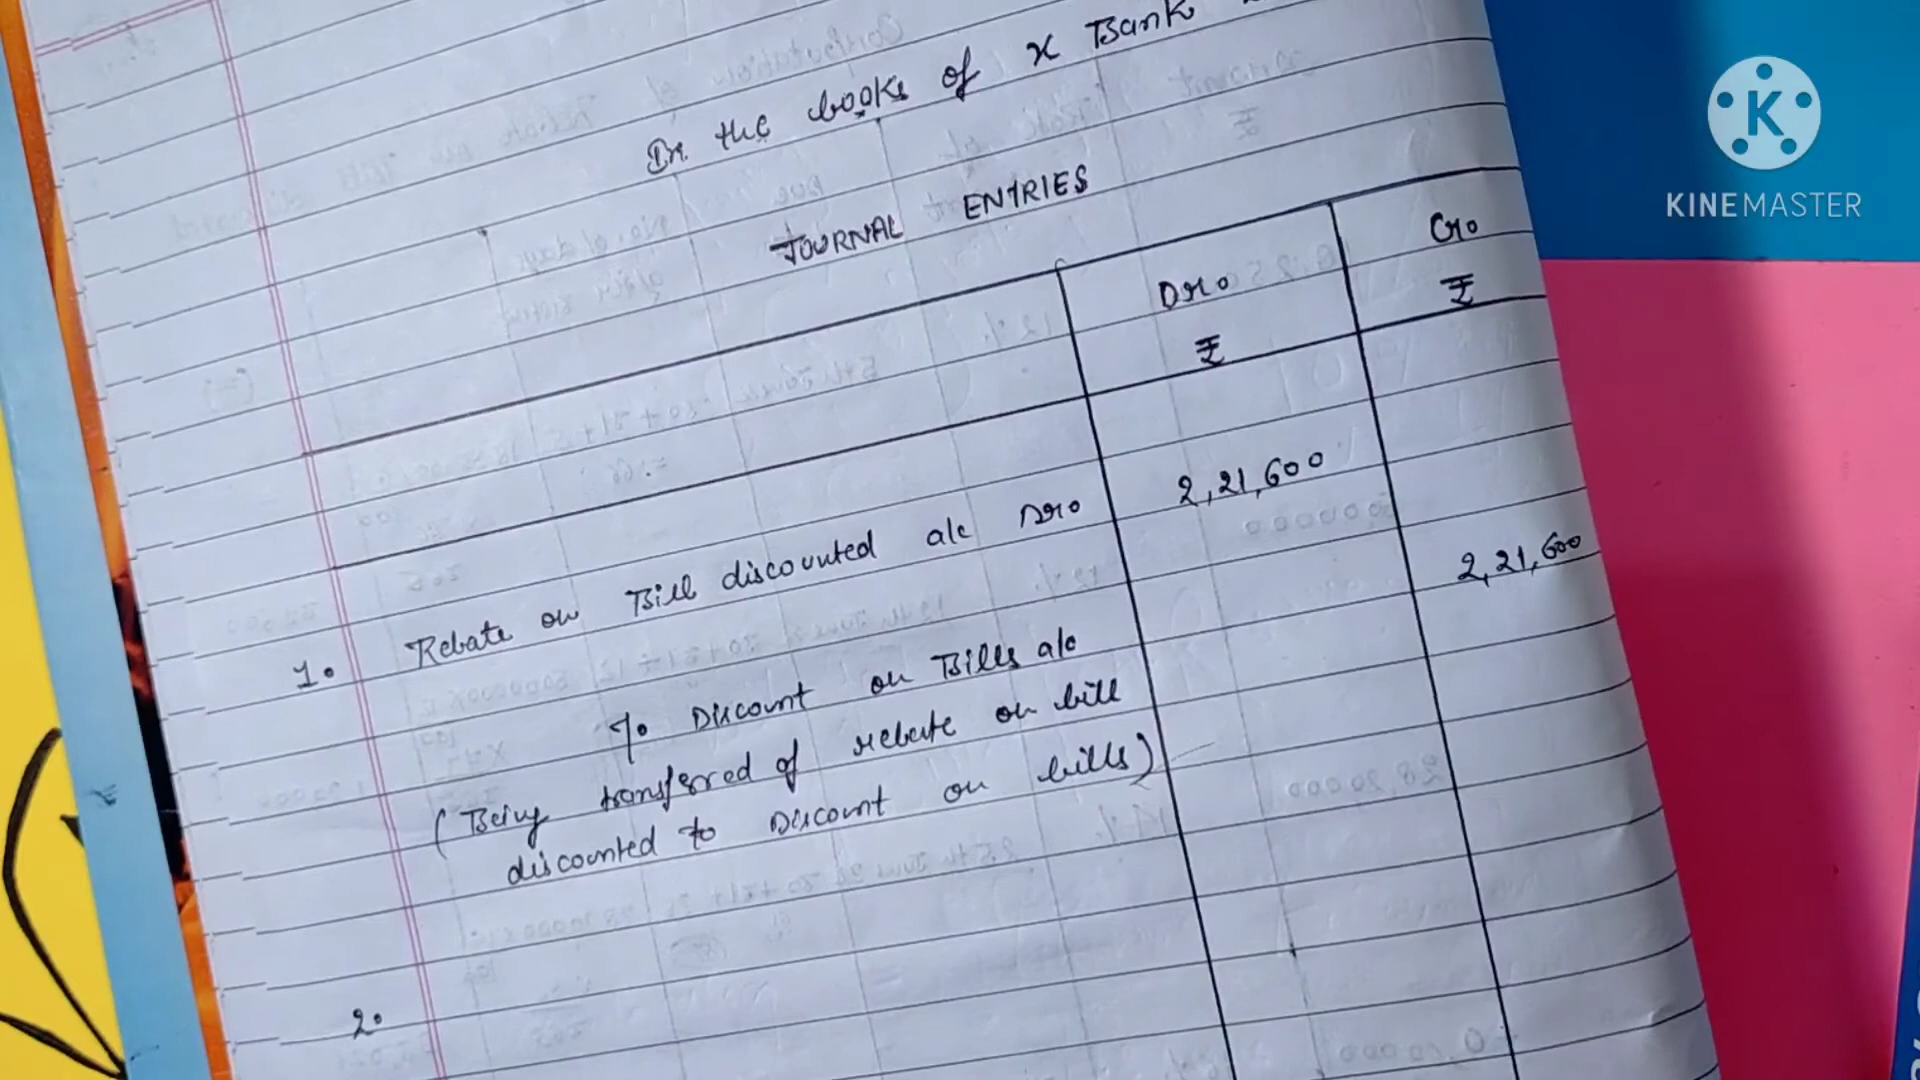 In the books of X Bank
JOURNAL ENTRIES
Dr. Cr.
₹ ₹
1. Rebate on Bill discounted a/c Dr. 2,21,600
To Discount on Bills a/c 2,21,600
(Being transferred of rebate on bill
discounted to Discount on bills)
2.
K
KINEMASTER